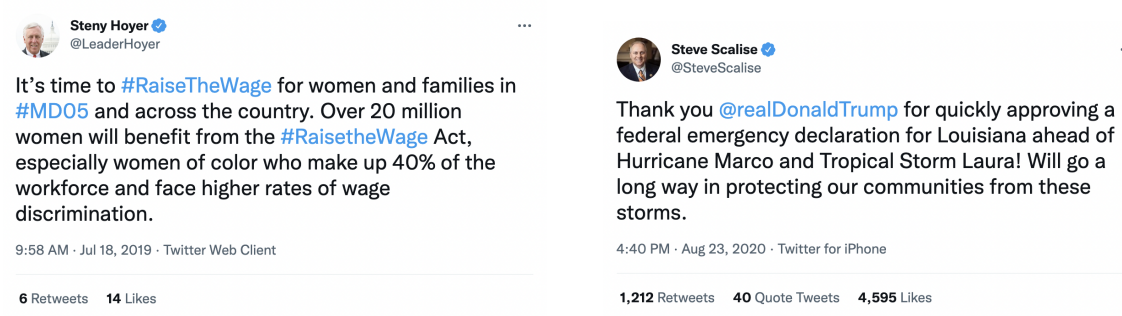 Steny Hoyer
@LeaderHoyer
It's time to #RaiseTheWage for women and families in
#MD05 and across the country. Over 20 million
women will benefit from the #RaisetheWage Act,
especially women of color who make up 40% of the
workforce and face higher rates of wage
discrimination.
9:58 AM · Jul 18, 2019 · Twitter Web Client
6 Retweets 14 Likes
Steve Scalise
@SteveScalise
Thank you @realDonaldTrump for quickly approving a
federal emergency declaration for Louisiana ahead of
Hurricane Marco and Tropical Storm Laura! Will go a
long way in protecting our communities from these
storms.
4:40 PM · Aug 23, 2020 · Twitter for iPhone
1,212 Retweets 40 Quote Tweets 4,595 Likes